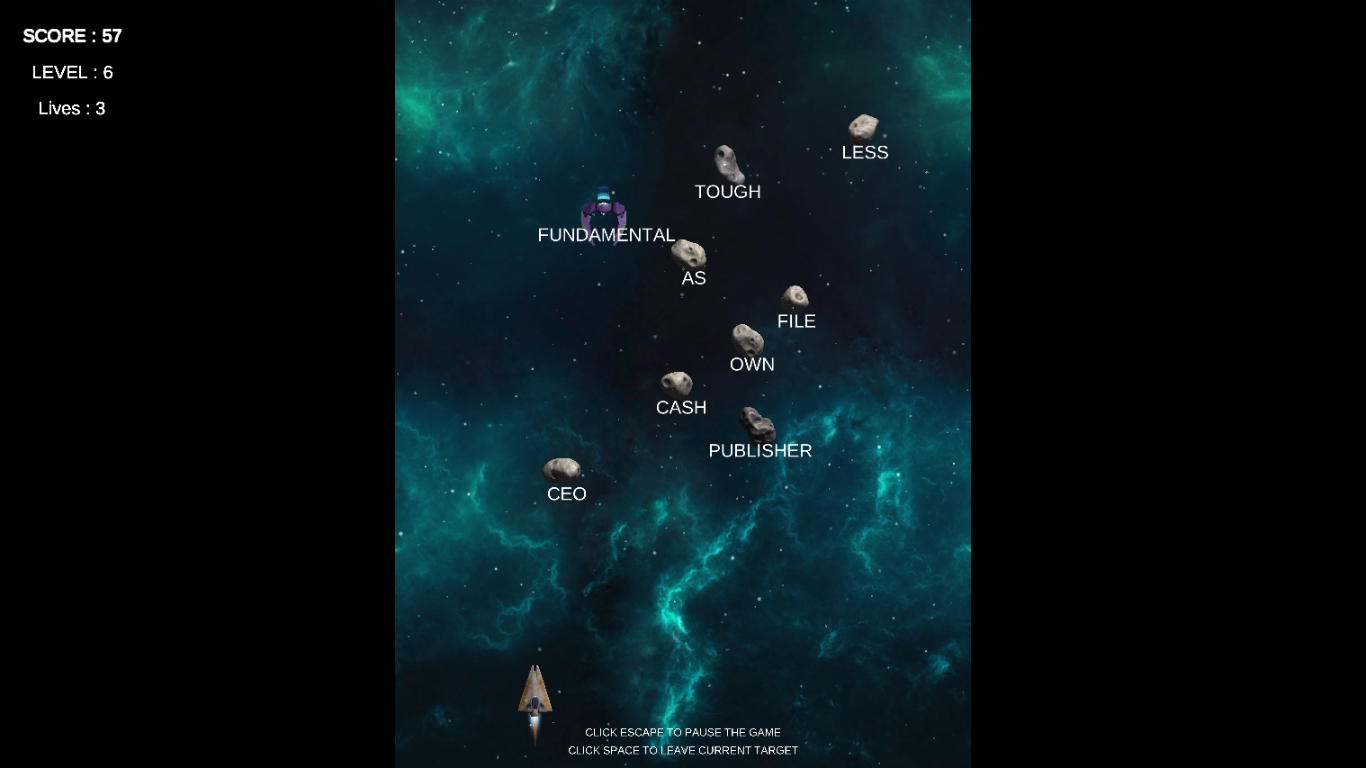 SCORE : 57
LEVEL : 6
Lives : 3
LESS
TOUGH
FUNDAMENTAL
AS
FILE
OWN
CASH
PUBLISHER
CEO
CLICK ESCAPE TO PAUSE THE GAME
CLICK SPACE TO LEAVE CURRENT TARGET